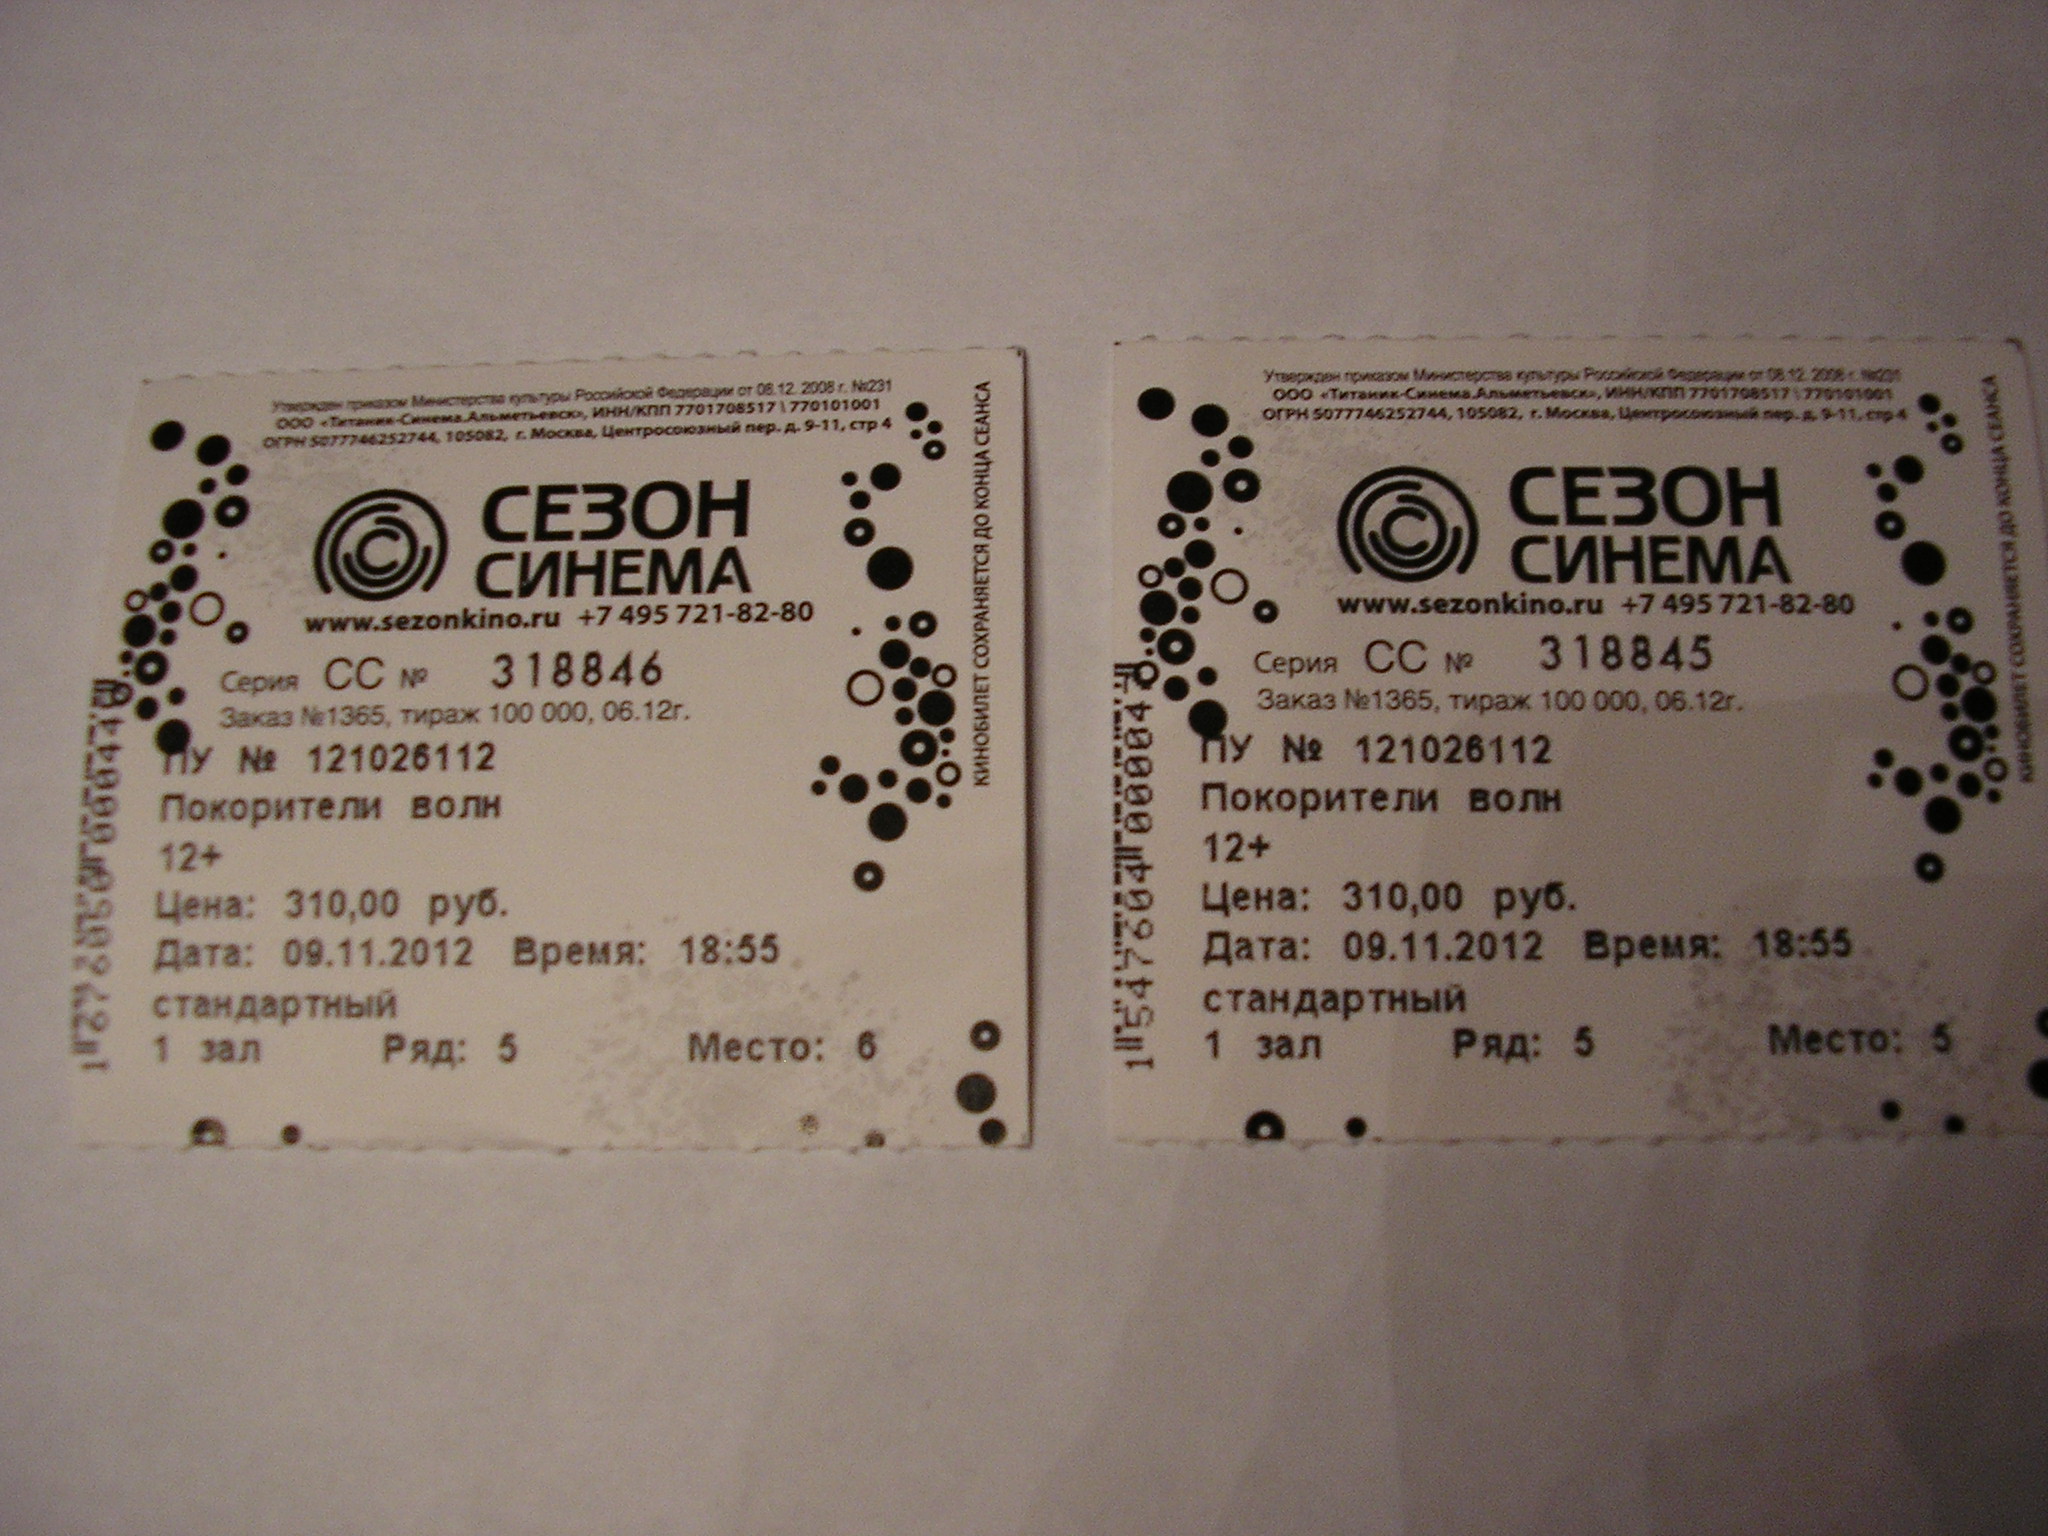 Утвержден приказом Министерства культуры Российской Федерации от 08.12. 2008 г. №231
ООО «Титаник-Синема.Альметьевск», ИНН/КПП 7701708517 \ 770101001
ОГРН 5077746252744, 105082, г. Москва, Центросоюзный пер. д. 9-11, стр 4
СЕЗОН
СИНЕМА
www.sezonkino.ru +7 495 721-82-80
Серия СС № 318846
Заказ №1365, тираж 100 000, 06.12г.
ПУ № 121026112
Покорители волн
12+
Цена: 310,00 руб.
Дата: 09.11.2012 Время: 18:55
стандартный
1 зал Ряд: 5 Место: 6
КИНОБИЛЕТ СОХРАНЯЕТСЯ ДО КОНЦА СЕАНСА
Утвержден приказом Министерства культуры Российской Федерации от 08.12. 2008 г. №231
ООО «Титаник-Синема.Альметьевск», ИНН/КПП 7701708517 \ 770101001
ОГРН 5077746252744, 105082, г. Москва, Центросоюзный пер. д. 9-11, стр 4
СЕЗОН
СИНЕМА
www.sezonkino.ru +7 495 721-82-80
Серия СС № 318845
Заказ №1365, тираж 100 000, 06.12г.
ПУ № 121026112
Покорители волн
12+
Цена: 310,00 руб.
Дата: 09.11.2012 Время: 18:55
стандартный
1 зал Ряд: 5 Место: 5
КИНОБИЛЕТ СОХРАНЯЕТСЯ ДО КОНЦА СЕАНСА